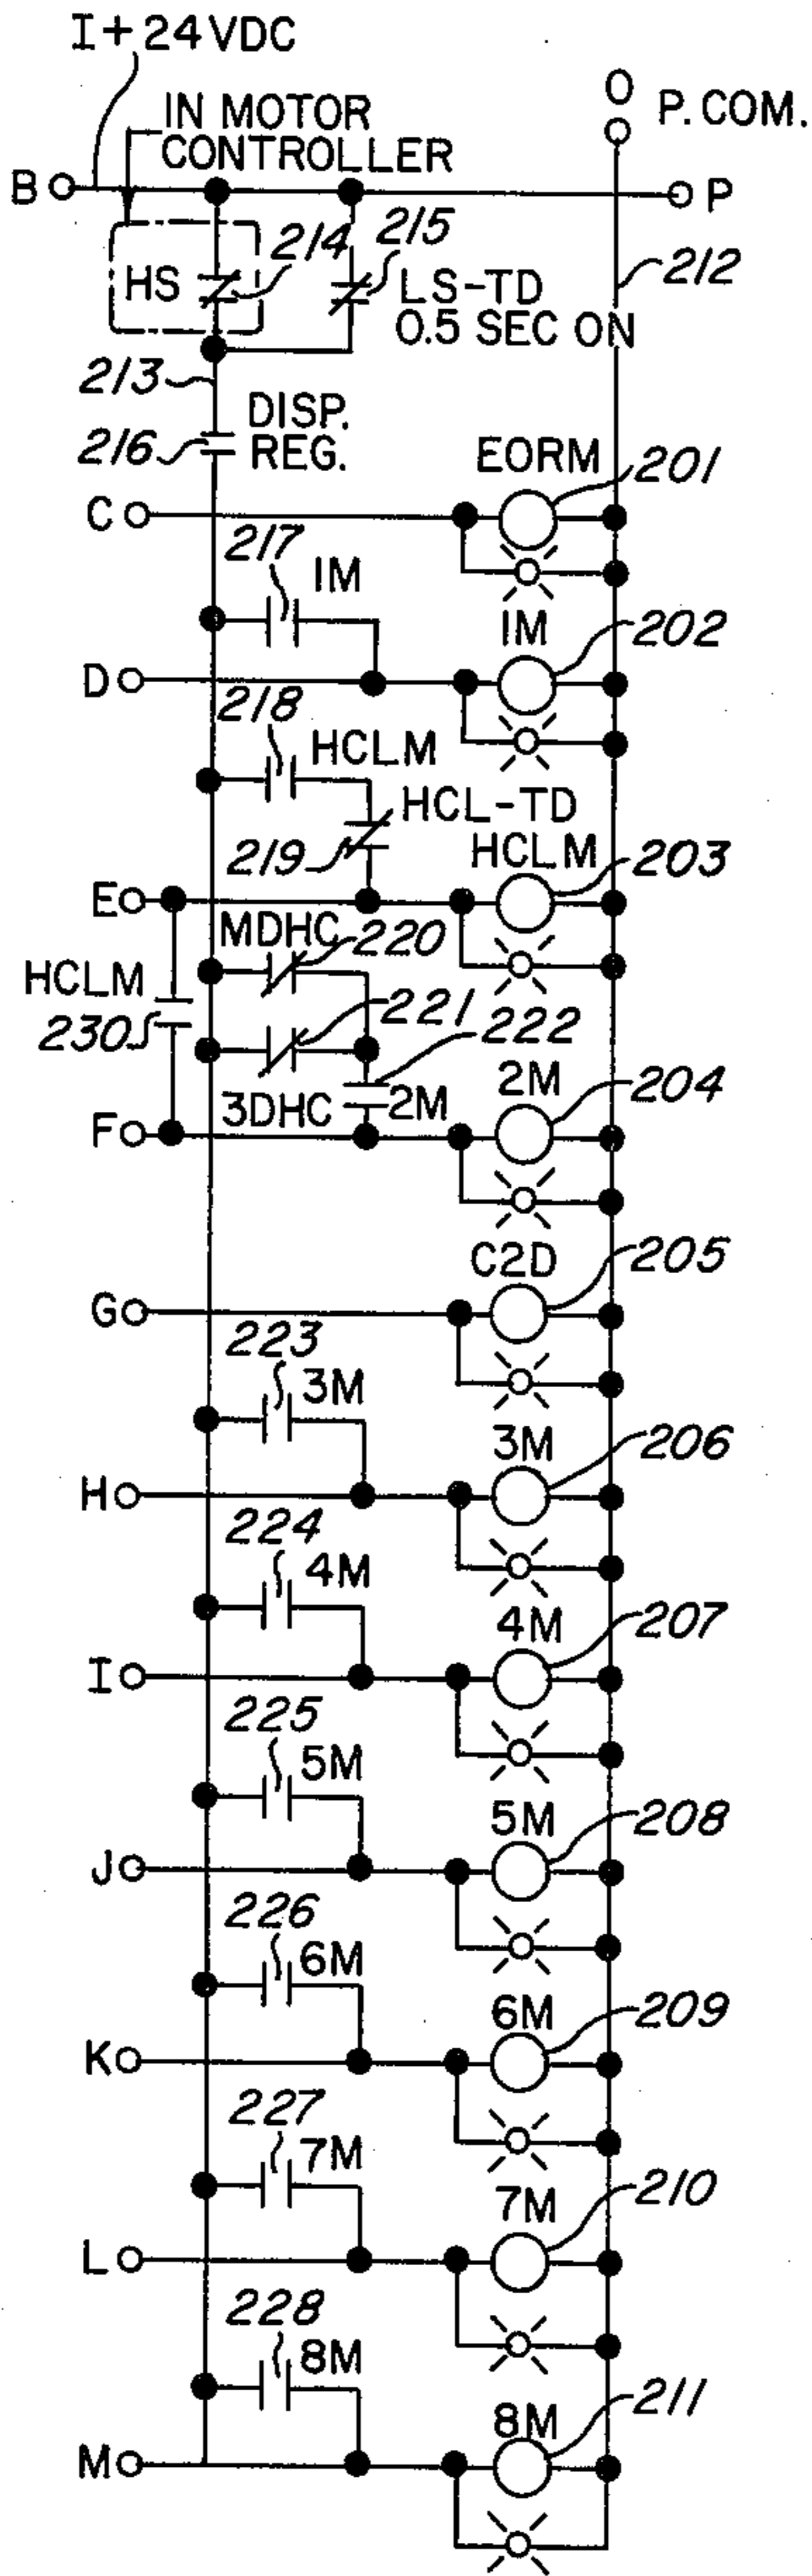 I+24 VDC
O P. COM.
IN MOTOR
CONTROLLER
B P
214 215
HS
LS-TD
0.5 SEC ON
212
213
DISP.
REG.
216
EORM 201
C
217
1M
1M 202
D
218
HCLM
HCL-TD
219
HCLM 203
E
MDHC 220
HCLM
230
221 222
3DHC 2M
2M 204
F
C2D 205
G
223
3M
3M 206
H
224
4M
4M 207
I
225
5M
5M 208
J
226
6M
6M 209
K
227
7M
7M 210
L
228
8M
8M 211
M